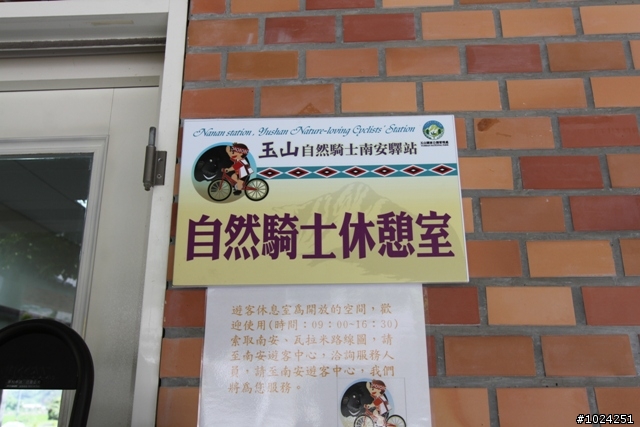 Nanan station, Yushan Nature-loving Cyclists' Station
玉山自然騎士南安驛站
自然騎士休憩室
遊客休息室為開放的空間，歡
迎使用(時間：09：00~16：30)
索取南安、瓦拉米路線圖，請
至南安遊客中心，洽詢服務人
員，請至南安遊客中心，我們
將為您服務。
#1024251